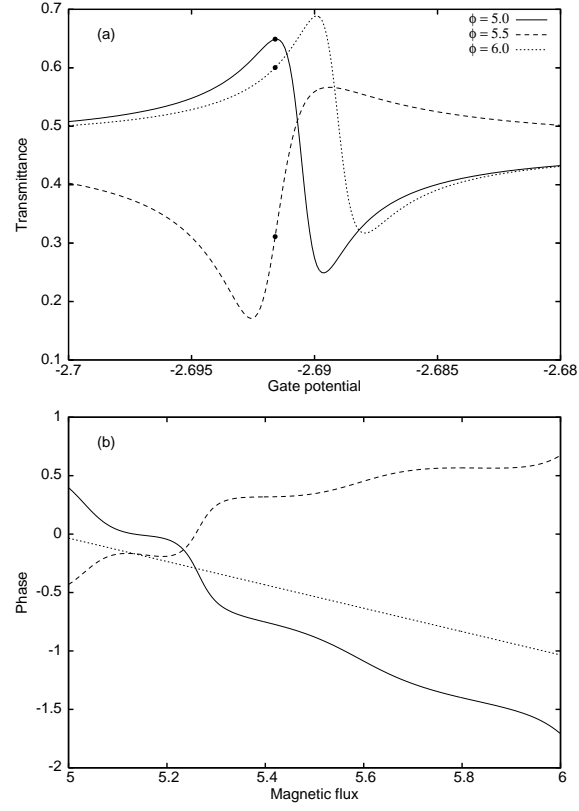 (a)
ϕ = 5.0
ϕ = 5.5
ϕ = 6.0
0.7
0.6
0.5
0.4
0.3
0.2
0.1
Transmittance
-2.7 -2.695 -2.69 -2.685 -2.68
Gate potential
(b)
1
0.5
0
-0.5
-1
-1.5
-2
Phase
5 5.2 5.4 5.6 5.8 6
Magnetic flux